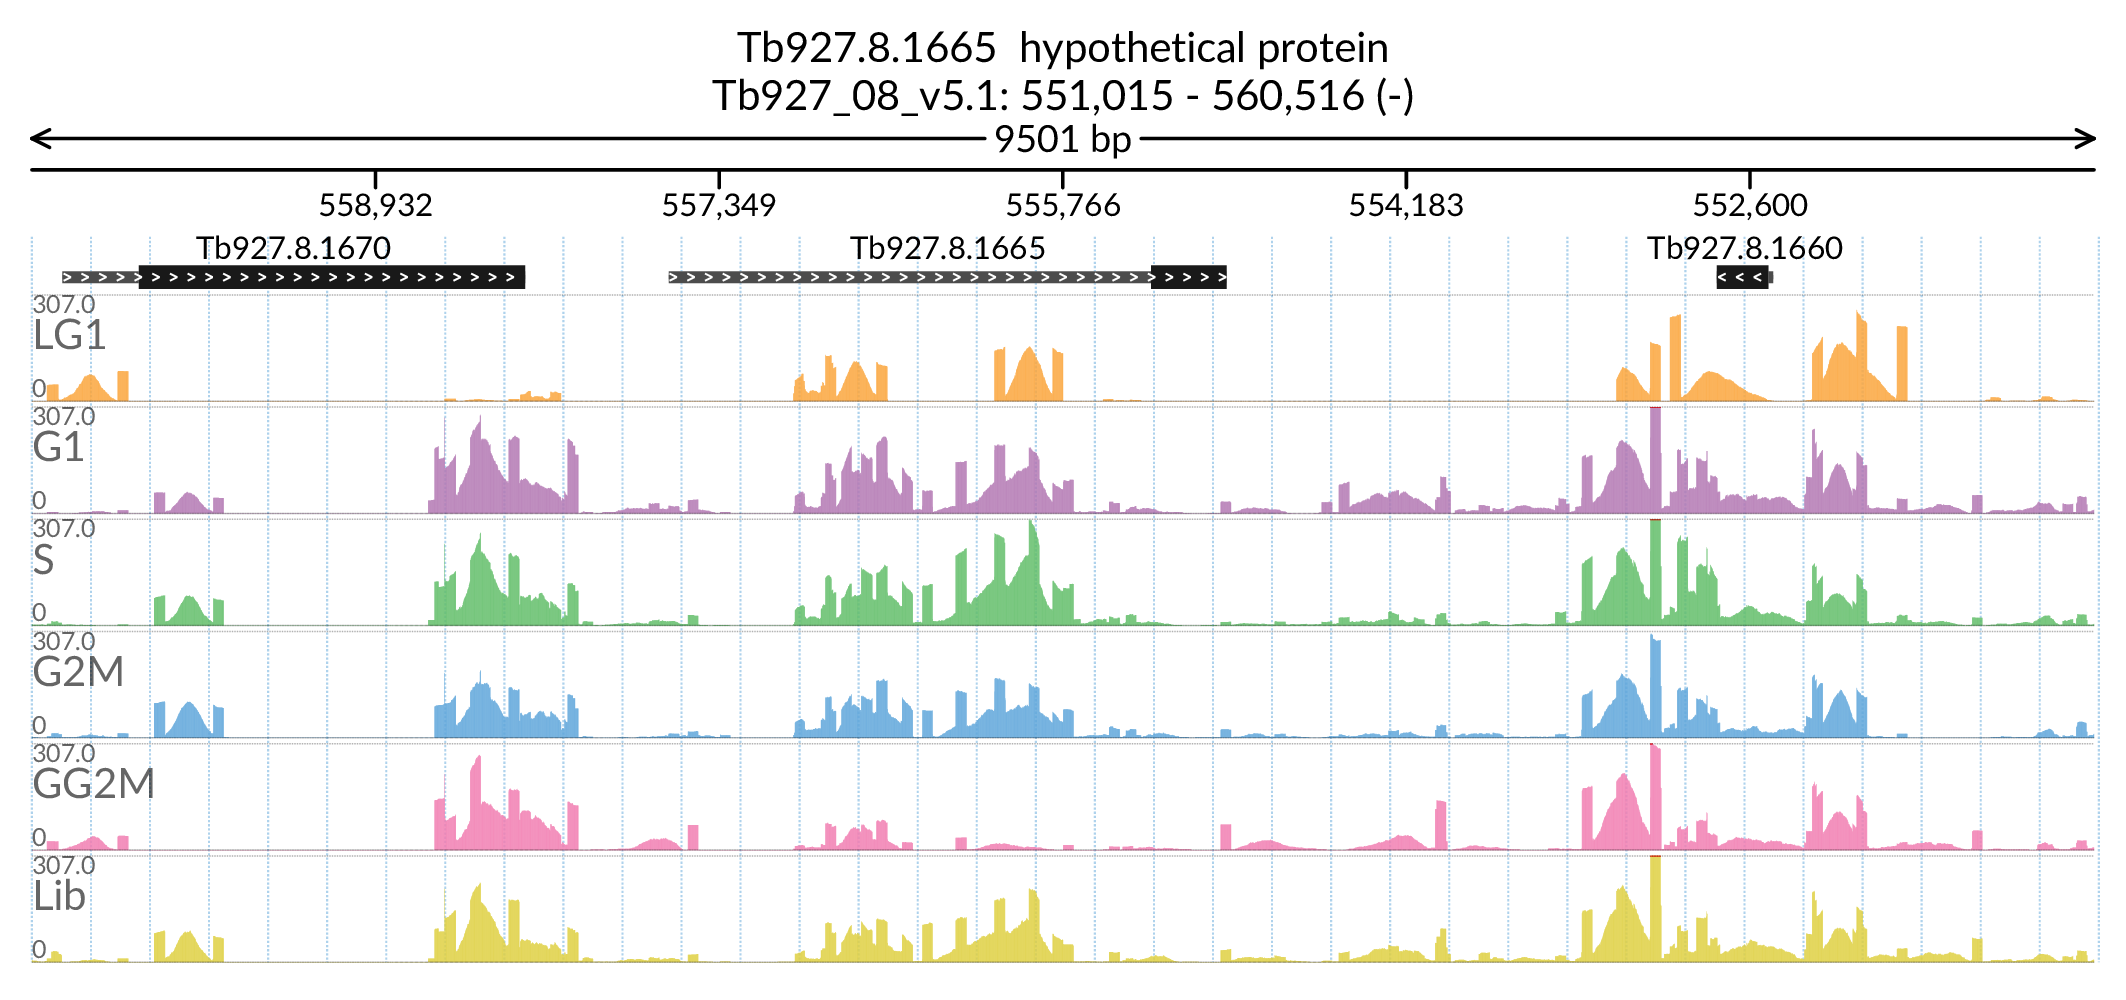 Tb927.8.1665 hypothetical protein
Tb927_08_v5.1: 551,015 - 560,516 (-)
9501 bp
558,932 557,349 555,766 554,183 552,600
Tb927.8.1670 Tb927.8.1665 Tb927.8.1660
307.0
LG1
0
307.0
G1
0
307.0
S
0
307.0
G2M
0
307.0
GG2M
0
307.0
Lib
0